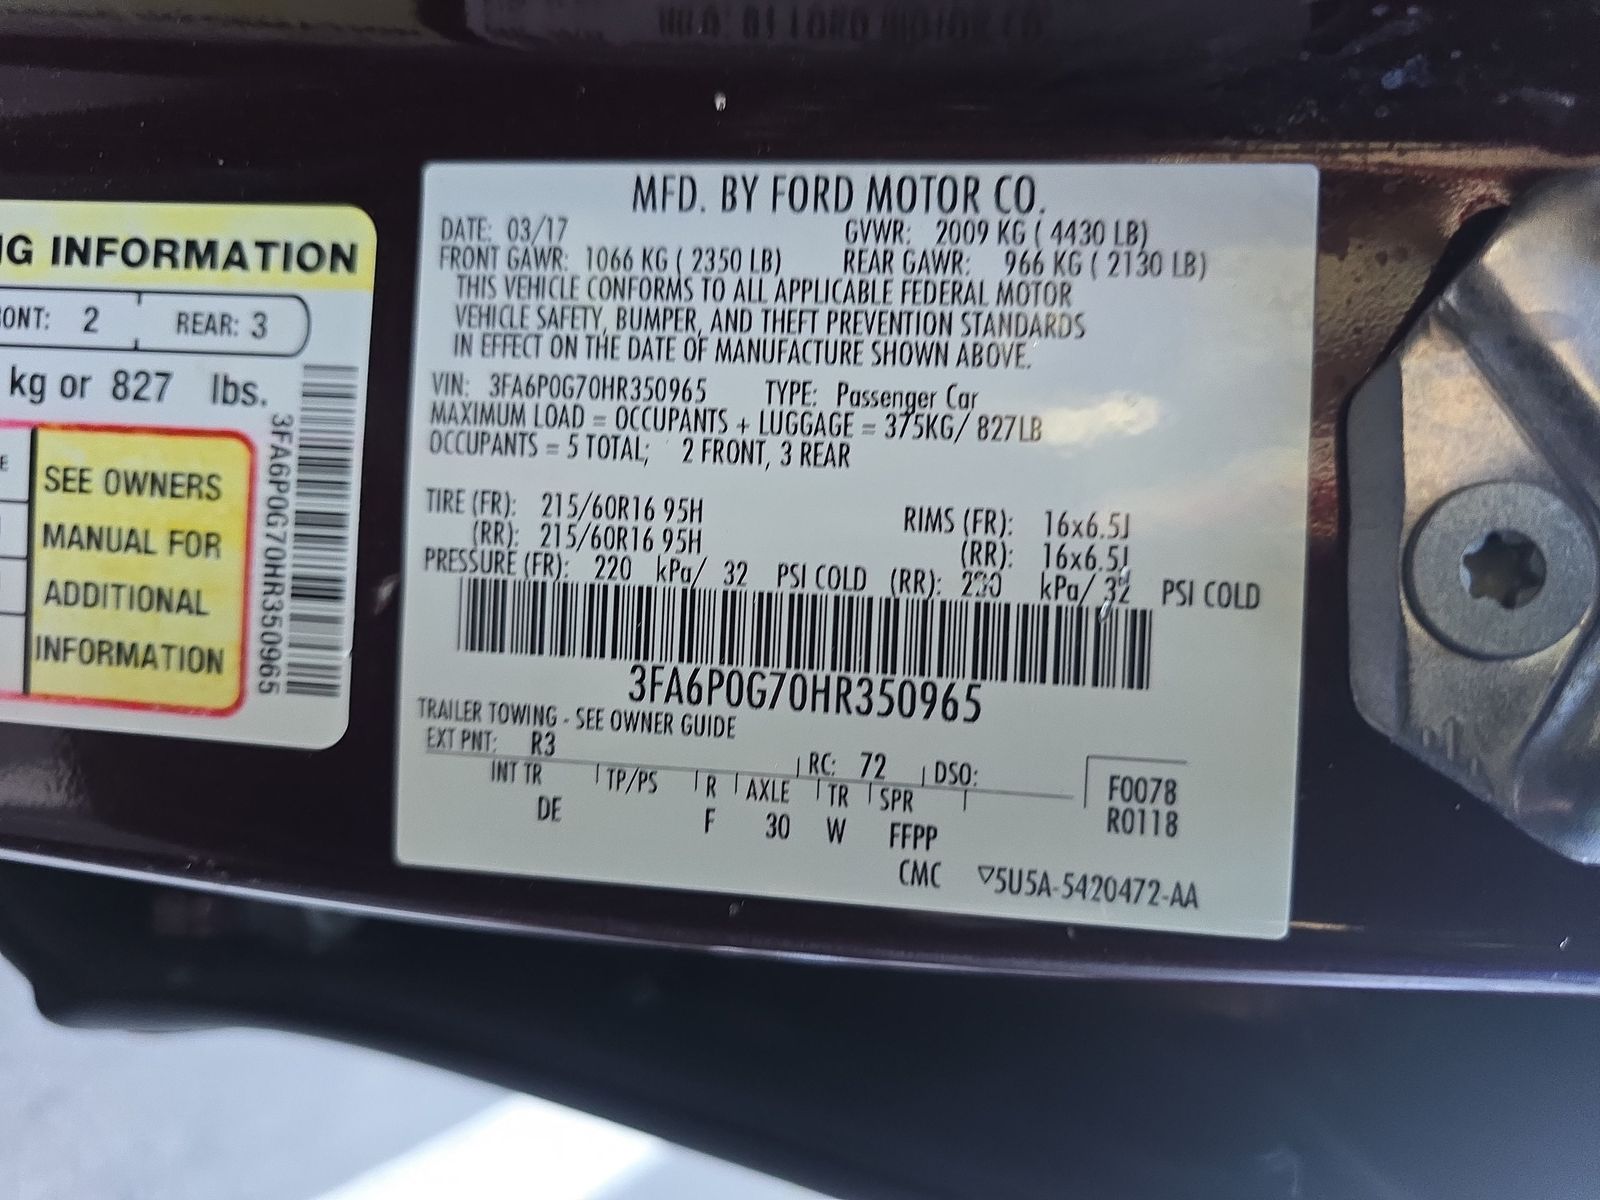 MFD. BY FORD MOTOR CO.
DATE: 03/17 GVWR: 2009 KG ( 4430 LB)
FRONT GAWR: 1066 KG ( 2350 LB) REAR GAWR: 966 KG ( 2130 LB)
THIS VEHICLE CONFORMS TO ALL APPLICABLE FEDERAL MOTOR
VEHICLE SAFETY, BUMPER, AND THEFT PREVENTION STANDARDS
IN EFFECT ON THE DATE OF MANUFACTURE SHOWN ABOVE.
VIN: 3FA6P0G70HR350965 TYPE: Passenger Car
MAXIMUM LOAD = OCCUPANTS + LUGGAGE = 375KG/ 827LB
OCCUPANTS = 5 TOTAL; 2 FRONT, 3 REAR
TIRE (FR): 215/60R16 95H RIMS (FR): 16x6.5J
(RR): 215/60R16 95H (RR): 16x6.5J
PRESSURE (FR): 220 kPa/ 32 PSI COLD (RR): kPa/ 32 PSI COLD
3FA6P0G70HR350965
TRAILER TOWING - SEE OWNER GUIDE
EXT PNT: R3 RC: 72 DSO:
INT TR TP/PS R AXLE TR SPR
DE F 30 W FFPP
F0078
R0118
CMC ▽5U5A-5420472-AA
NG INFORMATION
ONT: 2 REAR: 3
kg or 827 lbs.
SEE OWNERS
MANUAL FOR
ADDITIONAL
INFORMATION
3FA6P0G70HR350965